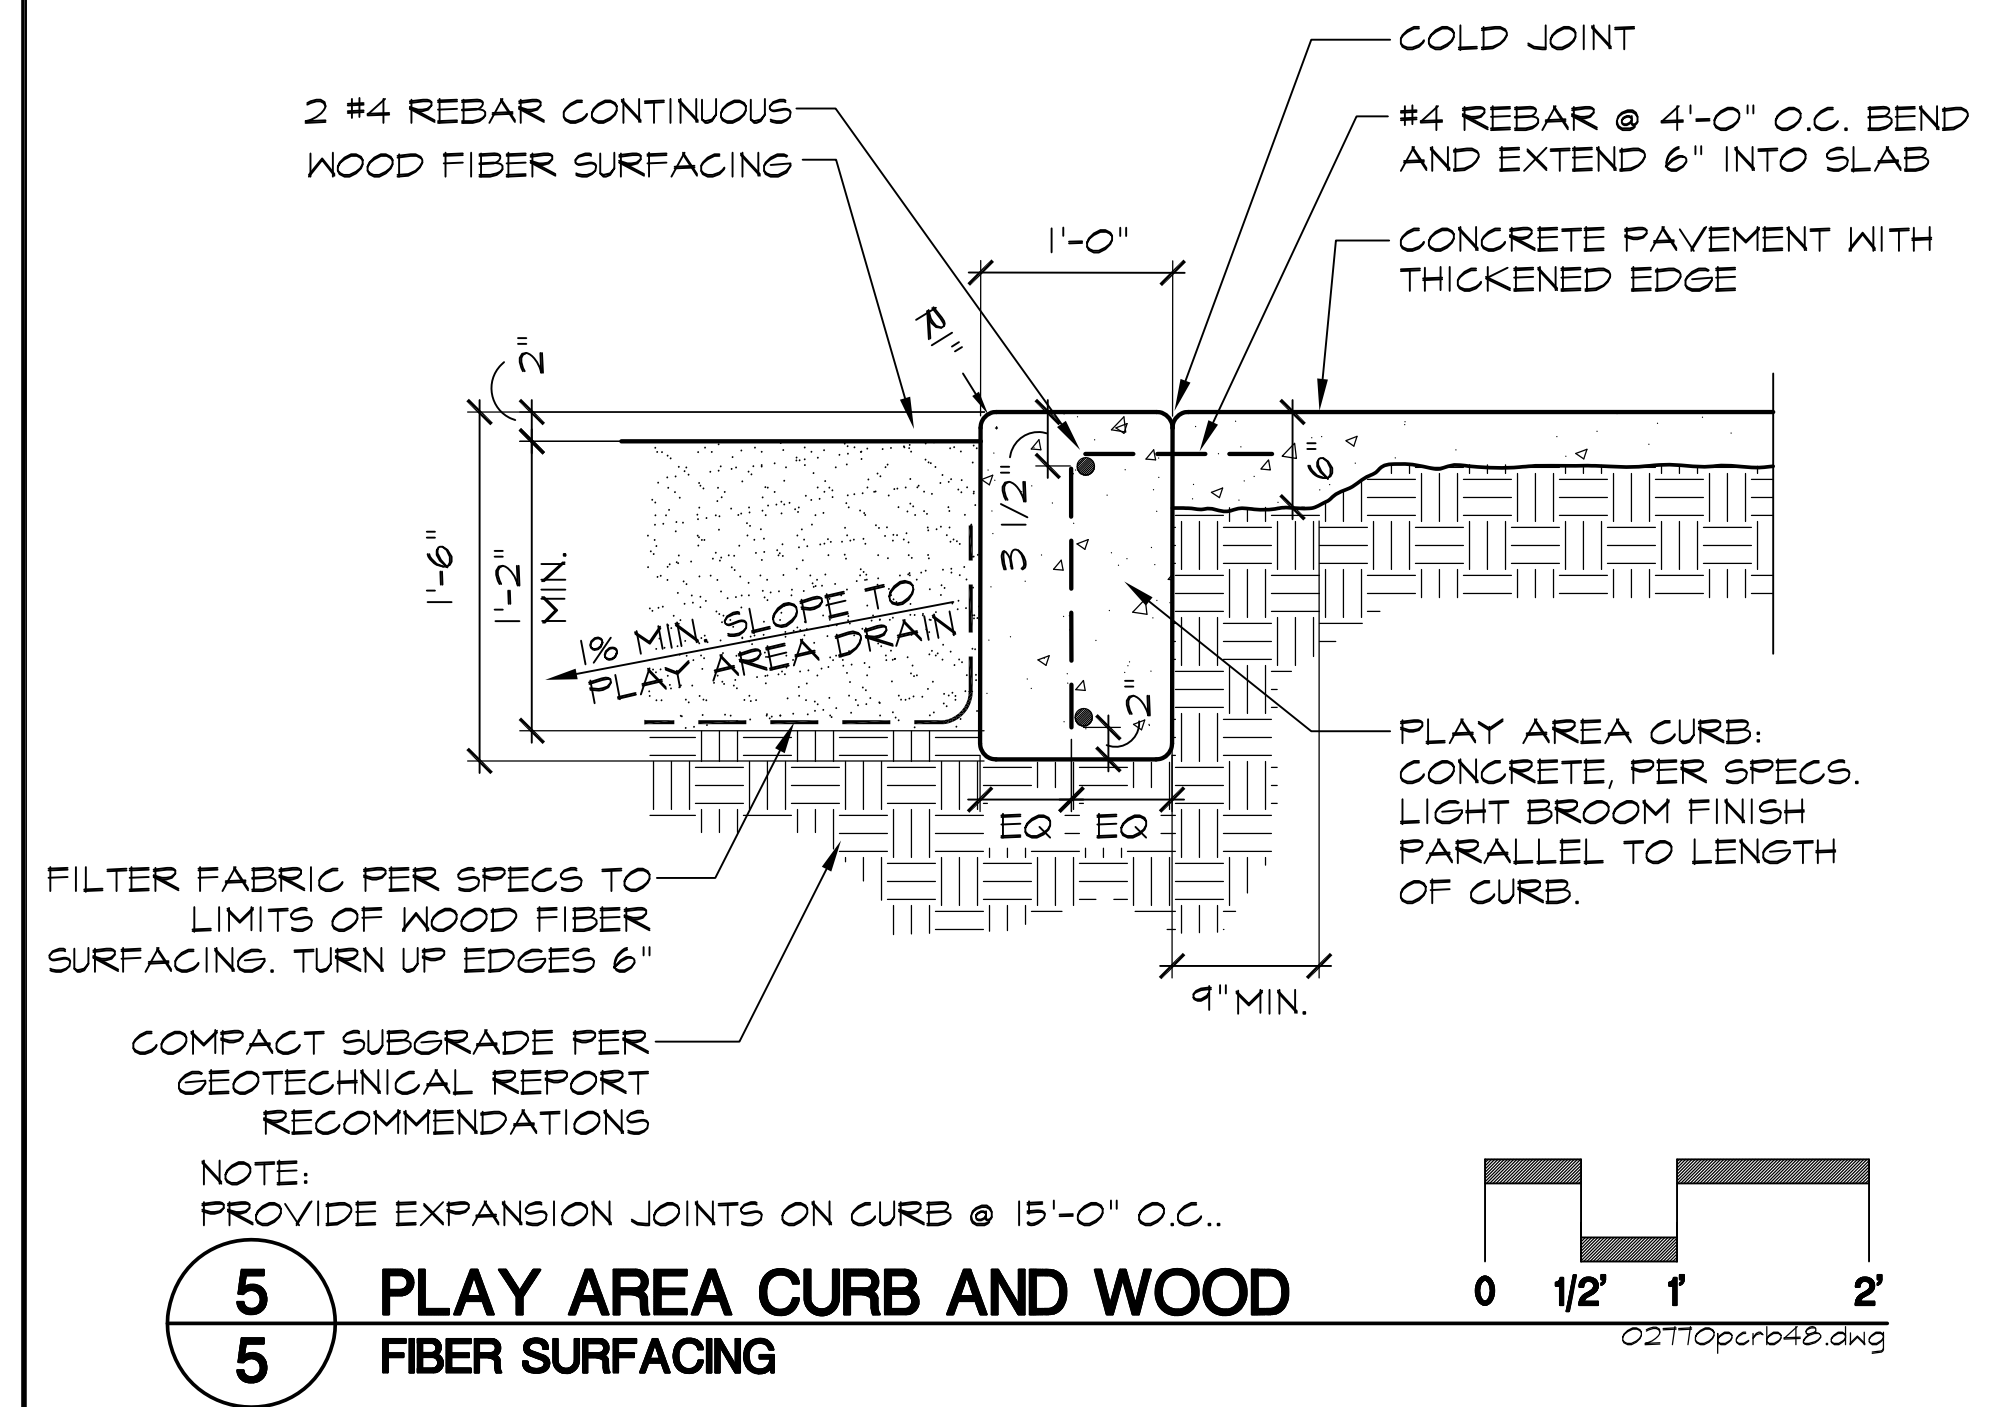 COLD JOINT
2 #4 REBAR CONTINUOUS
WOOD FIBER SURFACING
#4 REBAR @ 4'-0" O.C. BEND
AND EXTEND 6" INTO SLAB
CONCRETE PAVEMENT WITH
THICKENED EDGE
1'-0"
R1"
2"
1'-6"
1'-2"
MIN.
3 1/2"
6"
1% MIN. SLOPE TO
PLAY AREA DRAIN
2"
EQ EQ
9" MIN.
PLAY AREA CURB:
CONCRETE, PER SPECS.
LIGHT BROOM FINISH
PARALLEL TO LENGTH
OF CURB.
FILTER FABRIC PER SPECS TO
LIMITS OF WOOD FIBER
SURFACING. TURN UP EDGES 6"
COMPACT SUBGRADE PER
GEOTECHNICAL REPORT
RECOMMENDATIONS
NOTE:
PROVIDE EXPANSION JOINTS ON CURB @ 15'-0" O.C..
5
5
PLAY AREA CURB AND WOOD
FIBER SURFACING
0 1/2' 1' 2'
02770pcrb48.dwg